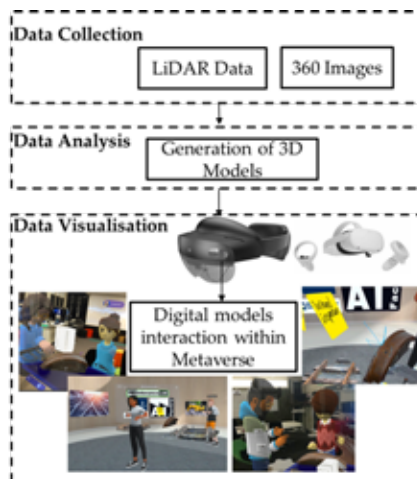 Data Collection
LiDAR Data
360 Images
Data Analysis
Generation of 3D
Models
Data Visualisation
Digital models
interaction within
Metaverse
AI